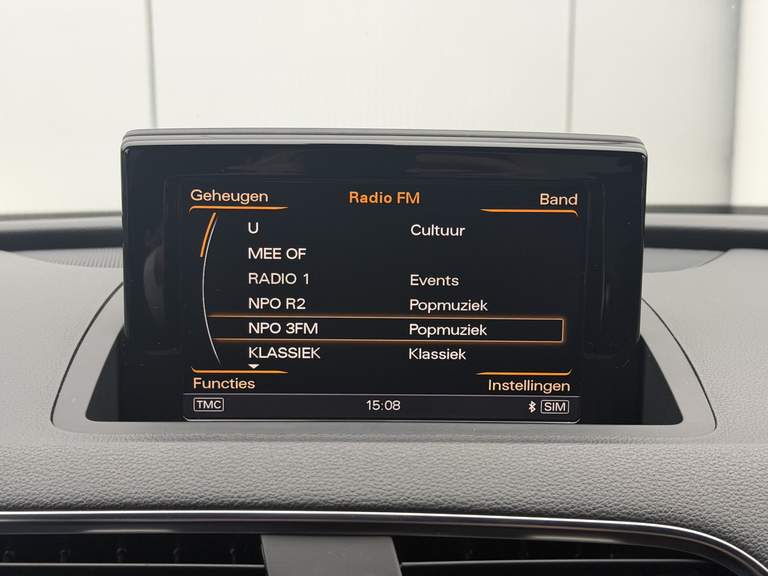 Geheugen Radio FM Band
U Cultuur
MEE OF
RADIO 1 Events
NPO R2 Popmuziek
NPO 3FM Popmuziek
KLASSIEK Klassiek
Functies Instellingen
TMC 15:08 SIM